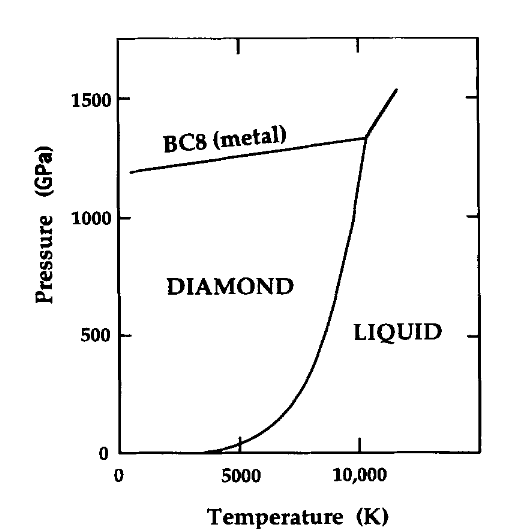 1500
BC8 (metal)
Pressure (GPa)
1000
DIAMOND
500
LIQUID
0
0
5000
10,000
Temperature (K)